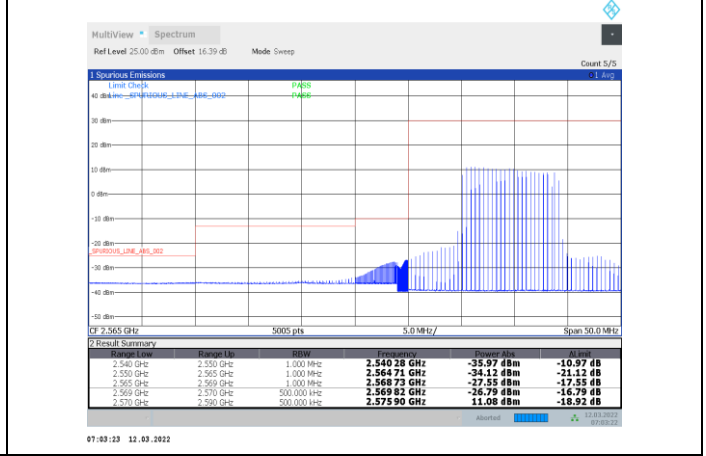 MultiView Spectrum
Ref Level 25.00 dBm Offset 16.39 dB Mode Sweep
Count 5/5
1 Spurious Emissions 1 Avg
Limit Check PASS
40 dBm Line _SPURIOUS_LINE_ABS_002 PASS
30 dBm
20 dBm
10 dBm
0 dBm
-10 dBm
-20 dBm
_SPURIOUS_LINE_ABS_002
-30 dBm
-40 dBm
-50 dBm
CF 2.565 GHz 5005 pts 5.0 MHz/ Span 50.0 MHz
2 Result Summary
Range Low Range Up RBW Frequency Power Abs ΔLimit
2.540 GHz 2.550 GHz 1.000 MHz 2.540 28 GHz -35.97 dBm -10.97 dB
2.550 GHz 2.565 GHz 1.000 MHz 2.564 71 GHz -34.12 dBm -21.12 dB
2.565 GHz 2.569 GHz 1.000 MHz 2.568 73 GHz -27.55 dBm -17.55 dB
2.569 GHz 2.570 GHz 500.000 kHz 2.569 82 GHz -26.79 dBm -16.79 dB
2.570 GHz 2.590 GHz 500.000 kHz 2.575 90 GHz 11.08 dBm -18.92 dB
Aborted 12.03.2022
07:03:22
07:03:23 12.03.2022